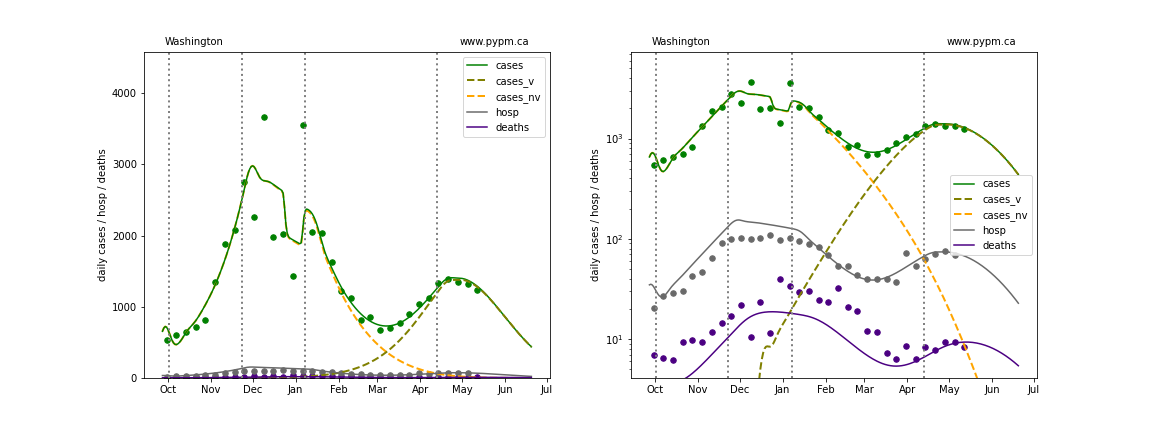 Washington www.pypm.ca
daily cases / hosp / deaths
4000
3000
2000
1000
0
cases
cases_v
cases_nv
hosp
deaths
Oct Nov Dec Jan Feb Mar Apr May Jun Jul
Washington www.pypm.ca
daily cases / hosp / deaths
10³
10²
10¹
cases
cases_v
cases_nv
hosp
deaths
Oct Nov Dec Jan Feb Mar Apr May Jun Jul